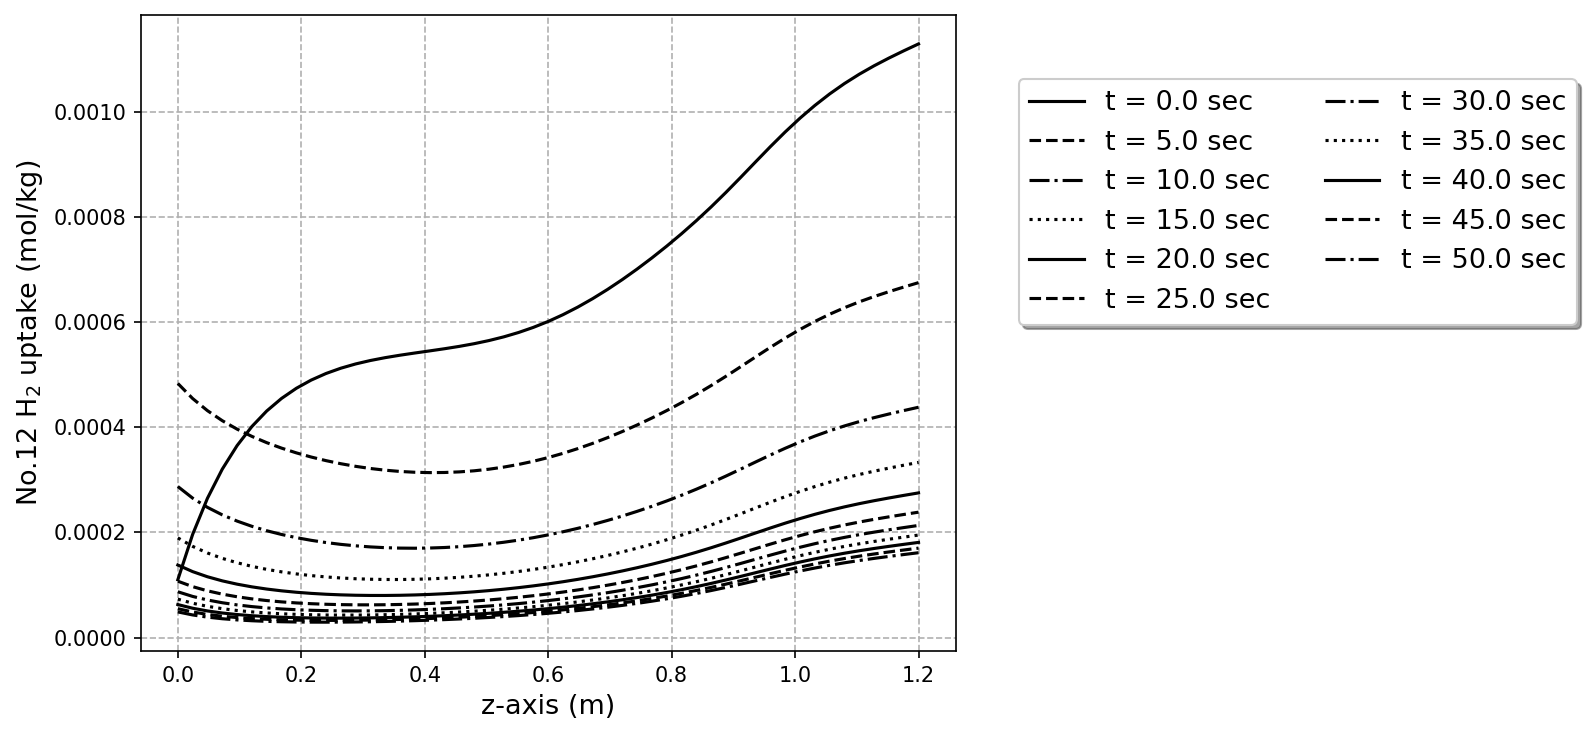 0.0010
0.0008
0.0006
0.0004
0.0002
0.0000
No.12 H₂ uptake (mol/kg)
0.0 0.2 0.4 0.6 0.8 1.0 1.2
z-axis (m)
t = 0.0 sec
t = 5.0 sec
t = 10.0 sec
t = 15.0 sec
t = 20.0 sec
t = 25.0 sec
t = 30.0 sec
t = 35.0 sec
t = 40.0 sec
t = 45.0 sec
t = 50.0 sec